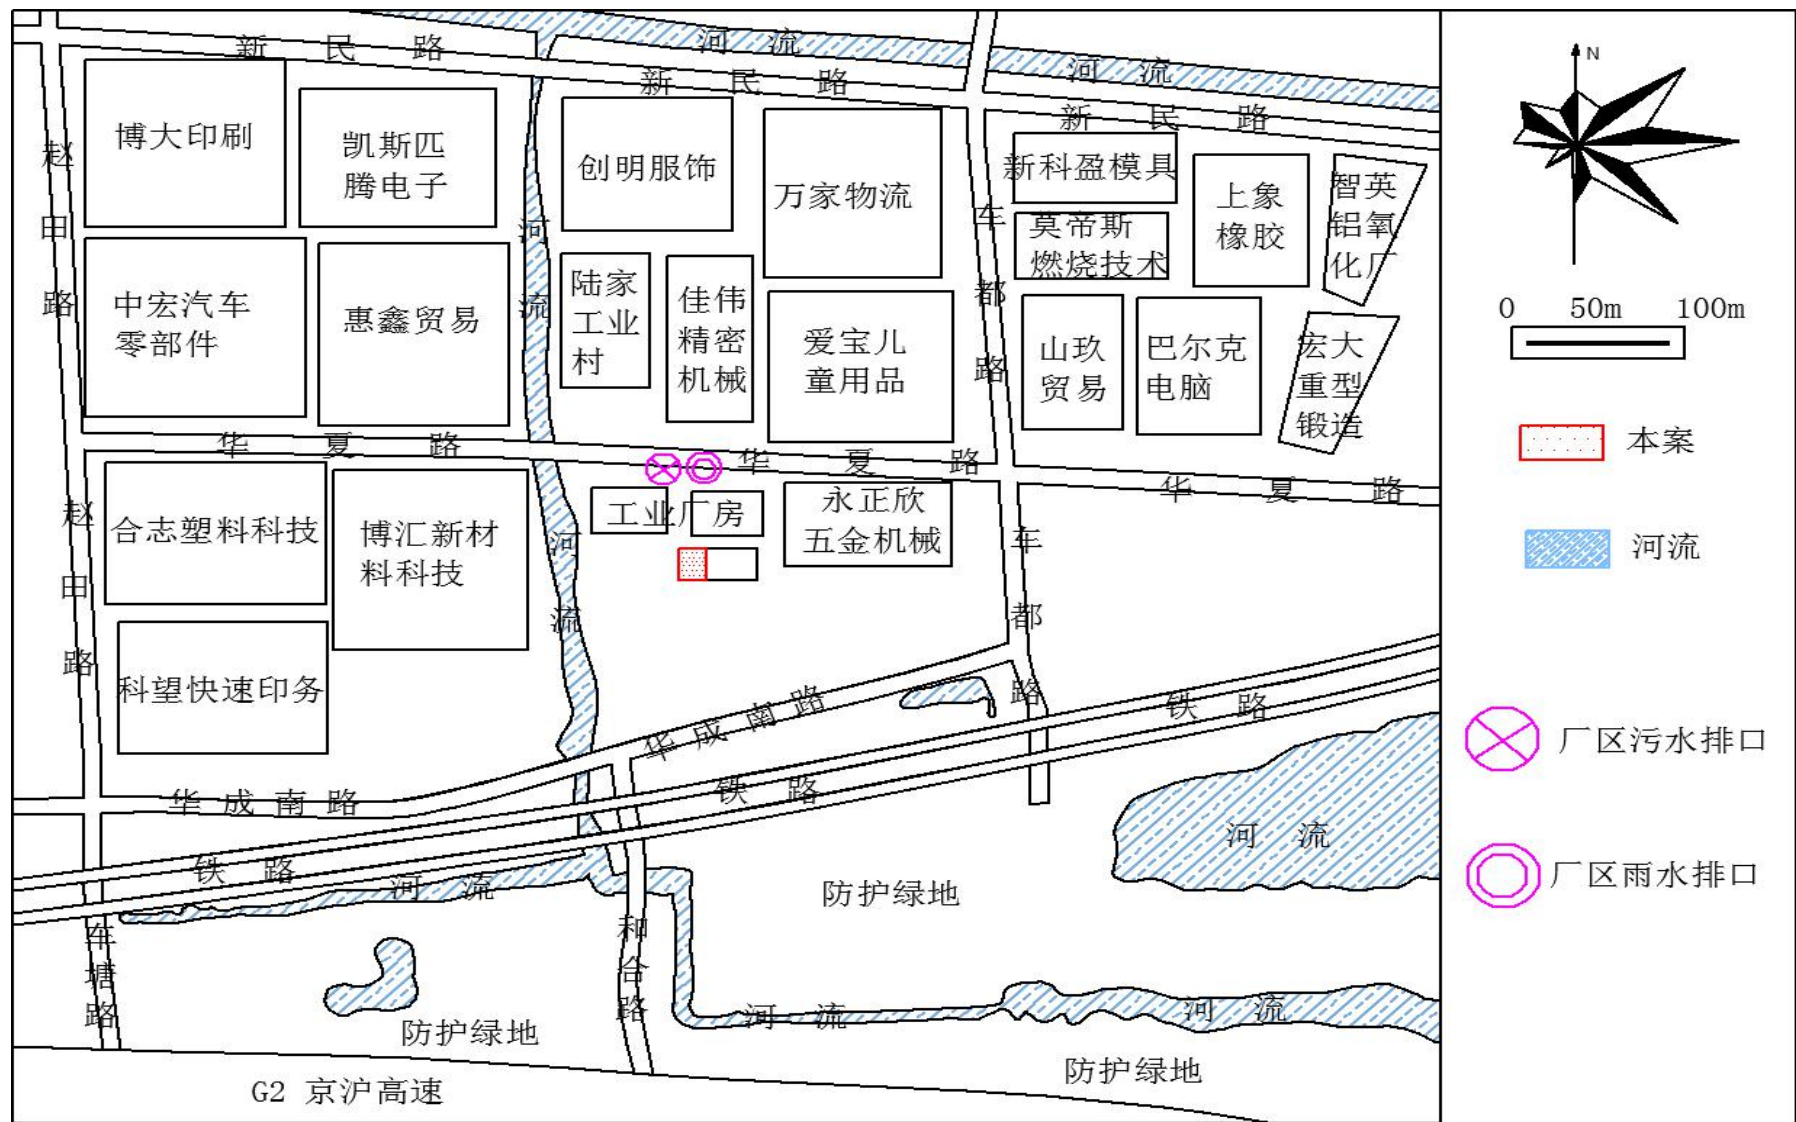 新民路
河流
河流
新民路
新民路
博大印刷
凯斯匹
腾电子
创明服饰
万家物流
新科盈模具
莫帝斯
燃烧技术
上象
橡胶
智英
铝氧
化厂
赵田路
河流
车都路
中宏汽车
零部件
惠鑫贸易
陆家
工业
村
佳伟
精密
机械
爱宝儿
童用品
山玖
贸易
巴尔克
电脑
宏大
重型
锻造
华夏路
华夏路
华夏路
赵田路
合志塑料科技
博汇新材
料科技
河流
工业厂房
永正欣
五金机械
车都路
科望快速印务
华成南路
华成南路
铁路
铁路
铁路
河流
河流
防护绿地
车塘路
和合路
河流
河流
防护绿地
防护绿地
G2 京沪高速
N
0 50m 100m
本案
河流
厂区污水排口
厂区雨水排口